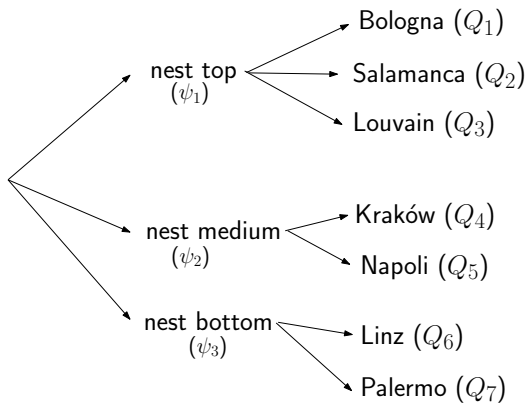 Bologna (Q₁)
nest top
(ψ₁)
Salamanca (Q₂)
Louvain (Q₃)
nest medium
(ψ₂)
Kraków (Q₄)
Napoli (Q₅)
nest bottom
(ψ₃)
Linz (Q₆)
Palermo (Q₇)